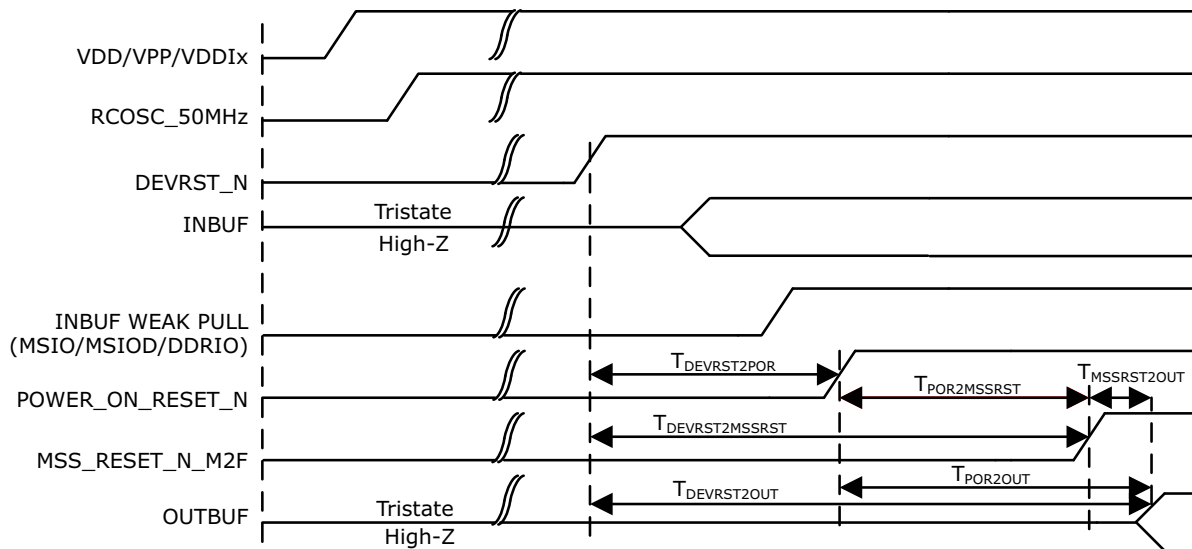 VDD/VPP/VDDIx
RCOSC_50MHz
DEVRST_N
INBUF
Tristate
High-Z
INBUF WEAK PULL
(MSIO/MSIOD/DDRIO)
POWER_ON_RESET_N
MSS_RESET_N_M2F
OUTBUF
Tristate
High-Z
TDEVRST2POR
TPOR2MSSRST
TMSSRST2OUT
TDEVRST2MSSRST
TPOR2OUT
TDEVRST2OUT